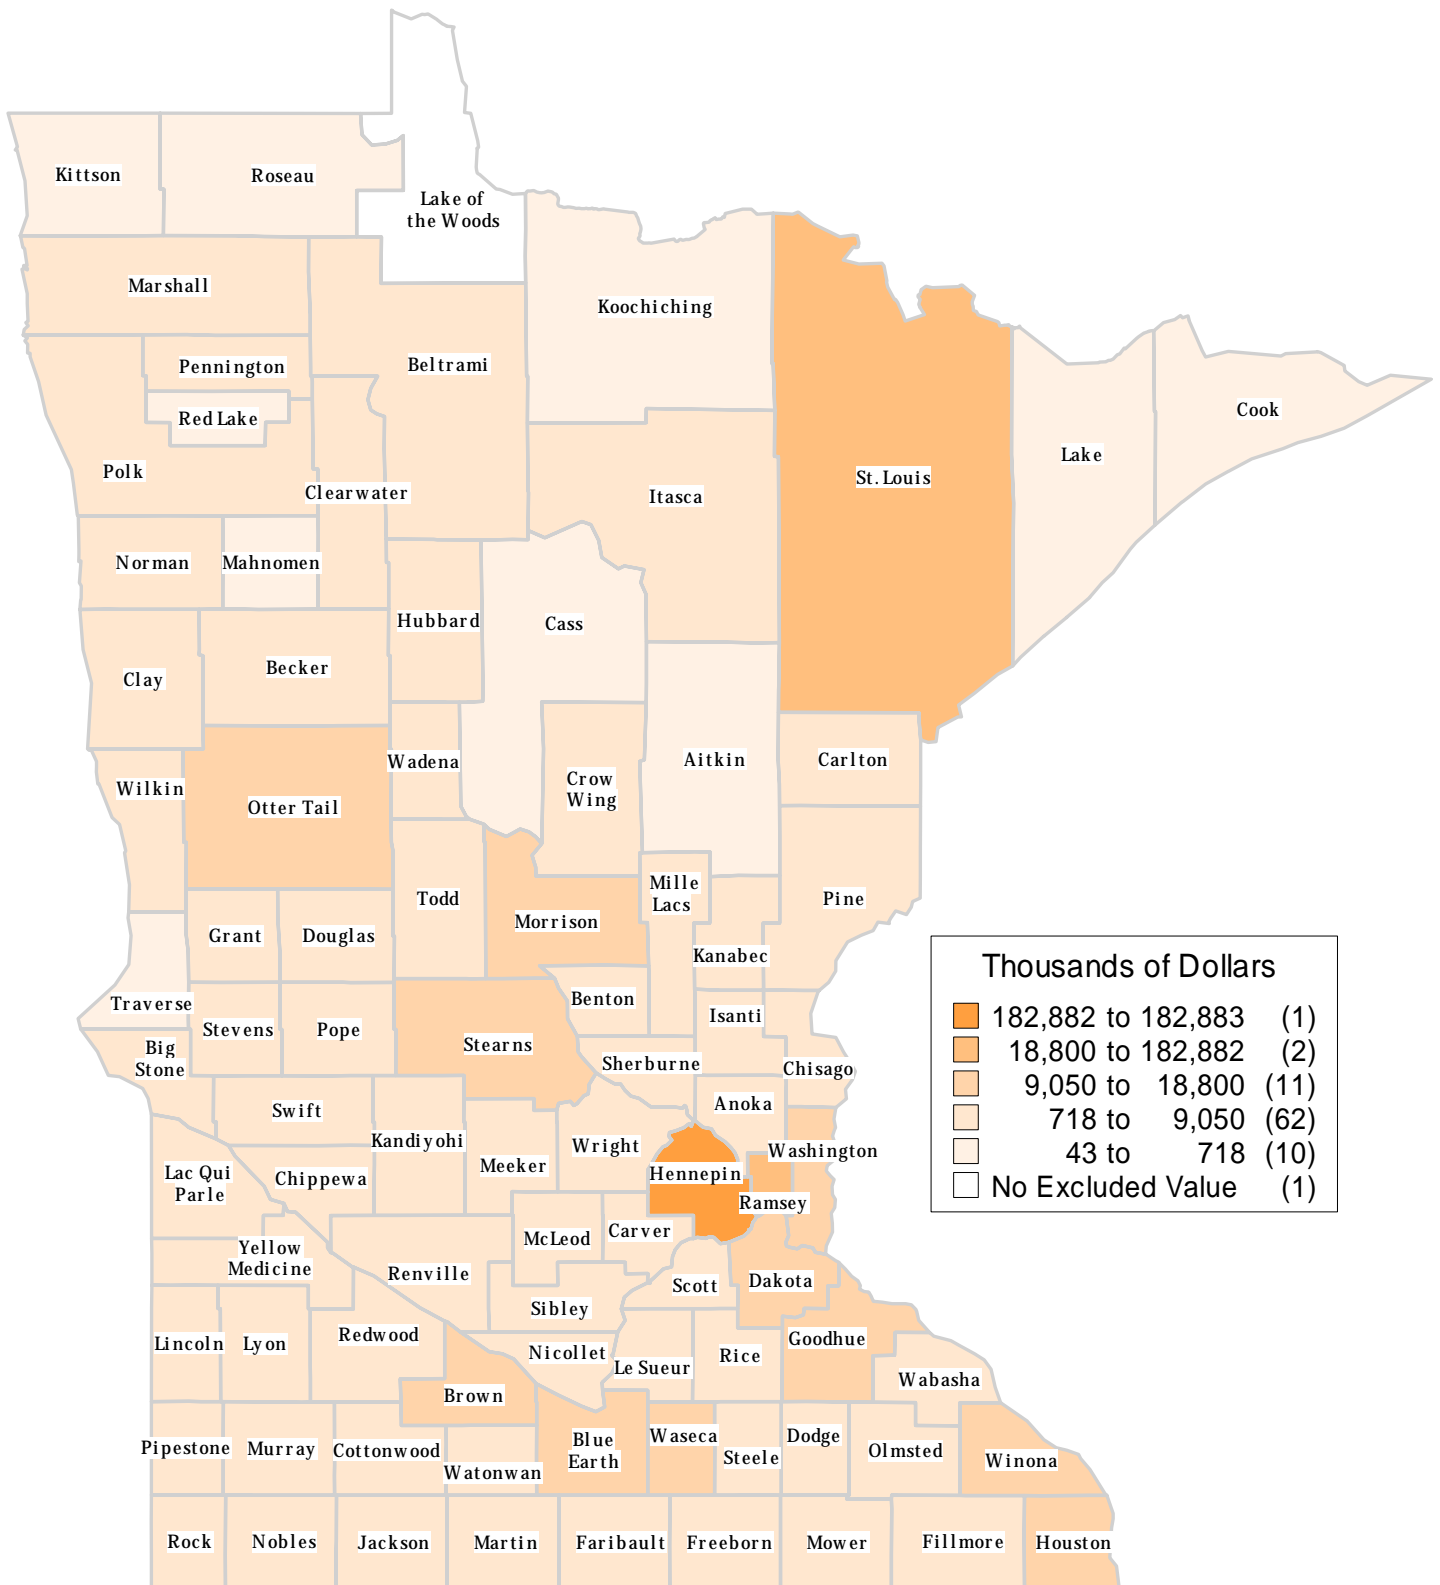 Kittson
Roseau
Lake of
the Woods
Marshall
Koochiching
Beltrami
Pennington
Red Lake
Cook
Lake
Polk
St. Louis
Clearwater
Itasca
Norman
Mahnomen
Hubbard
Cass
Becker
Clay
Wadena
Aitkin
Carlton
Crow
Wing
Wilkin
Otter Tail
Mille
Lacs
Todd
Pine
Morrison
Grant
Douglas
Kanabec
Benton
Traverse
Isanti
Stevens
Pope
Stearns
Big
Stone
Sherburne
Chisago
Anoka
Swift
Kandiyohi
Wright
Washington
Meeker
Lac Qui
Parle
Chippewa
Hennepin
Ramsey
Carver
McLeod
Yellow
Medicine
Renville
Scott
Dakota
Sibley
Lincoln
Lyon
Redwood
Goodhue
Nicollet
Le Sueur
Rice
Wabasha
Brown
Pipestone
Murray
Cottonwood
Blue
Earth
Waseca
Dodge
Olmsted
Steele
Winona
Watonwan
Rock
Nobles
Jackson
Martin
Faribault
Freeborn
Mower
Fillmore
Houston
Thousands of Dollars
182,882 to 182,883 (1)
18,800 to 182,882 (2)
9,050 to 18,800 (11)
718 to 9,050 (62)
43 to 718 (10)
No Excluded Value (1)